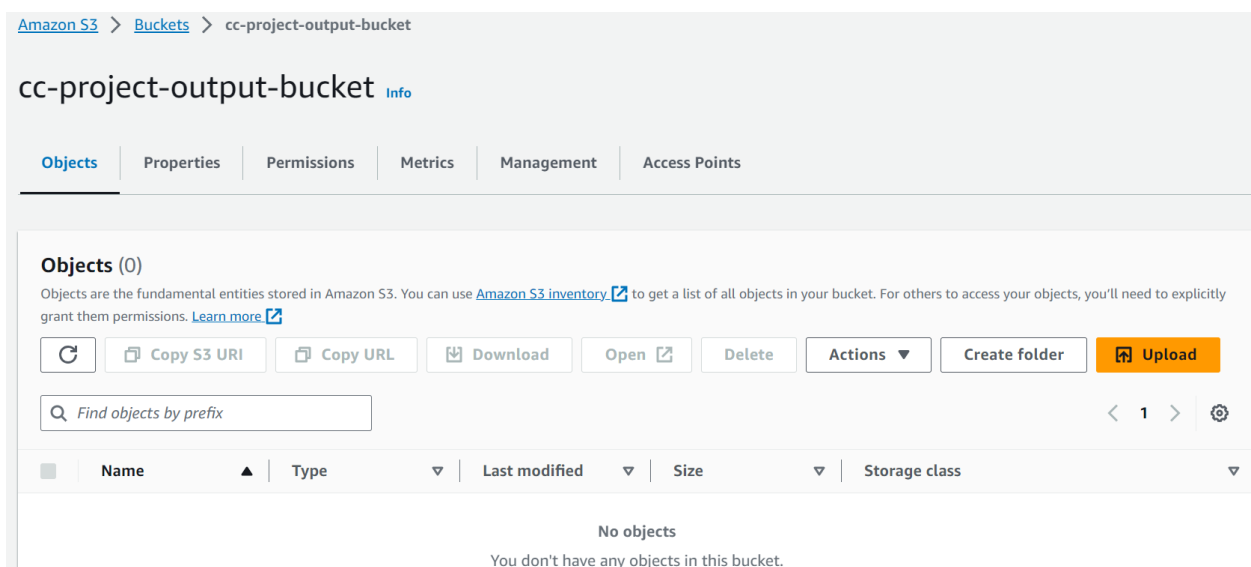 Amazon S3 > Buckets > cc-project-output-bucket
cc-project-output-bucket Info
Objects Properties Permissions Metrics Management Access Points
Objects (0)
Objects are the fundamental entities stored in Amazon S3. You can use Amazon S3 inventory to get a list of all objects in your bucket. For others to access your objects, you'll need to explicitly
grant them permissions. Learn more
Copy S3 URI Copy URL Download Open Delete Actions Create folder Upload
Find objects by prefix < 1 >
Name Type Last modified Size Storage class
No objects
You don't have any objects in this bucket.